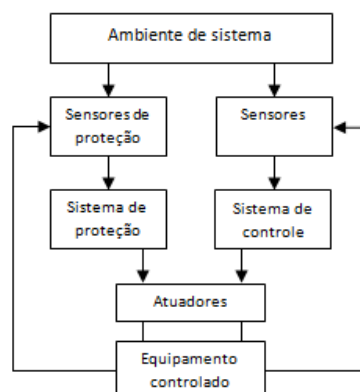 Ambiente de sistema
Sensores de
proteção
Sensores
Sistema de
proteção
Sistema de
controle
Atuadores
Equipamento
controlado